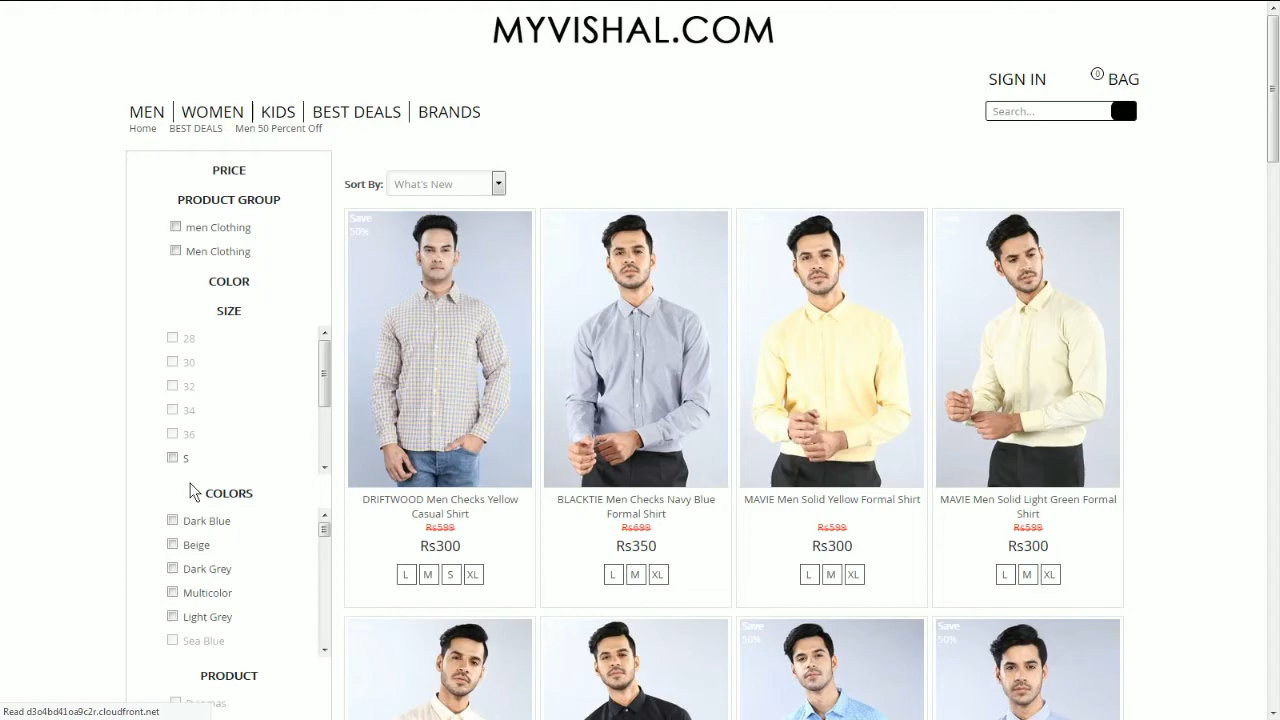 MYVISHAL.COM
SIGN IN
0 BAG
MEN WOMEN KIDS BEST DEALS BRANDS
Search...
Home BEST DEALS Men 50 Percent Off
PRICE
PRODUCT GROUP
men Clothing
Men Clothing
COLOR
SIZE
28
30
32
34
36
S
COLORS
Dark Blue
Beige
Dark Grey
Multicolor
Light Grey
Sea Blue
PRODUCT
Sort By: What's New
Save
50%
DRIFTWOOD Men Checks Yellow
Casual Shirt
Rs599
Rs300
L M S XL
BLACKTIE Men Checks Navy Blue
Formal Shirt
Rs699
Rs350
L M XL
MAVIE Men Solid Yellow Formal Shirt
Rs599
Rs300
L M XL
MAVIE Men Solid Light Green Formal
Shirt
Rs599
Rs300
L M XL
Save
50%
Save
50%
Read d3o4bd41oa9c2r.cloudfront.net